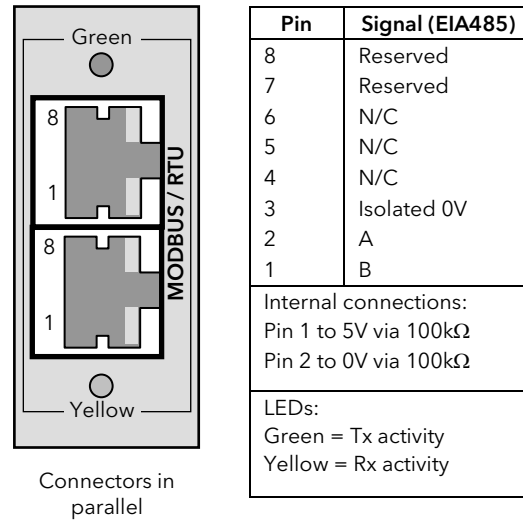 Green
8
1
8
1
MODBUS / RTU
Yellow
Connectors in
parallel
Pin Signal (EIA485)
8 Reserved
7 Reserved
6 N/C
5 N/C
4 N/C
3 Isolated 0V
2 A
1 B
Internal connections:
Pin 1 to 5V via 100kΩ
Pin 2 to 0V via 100kΩ
LEDs:
Green = Tx activity
Yellow = Rx activity